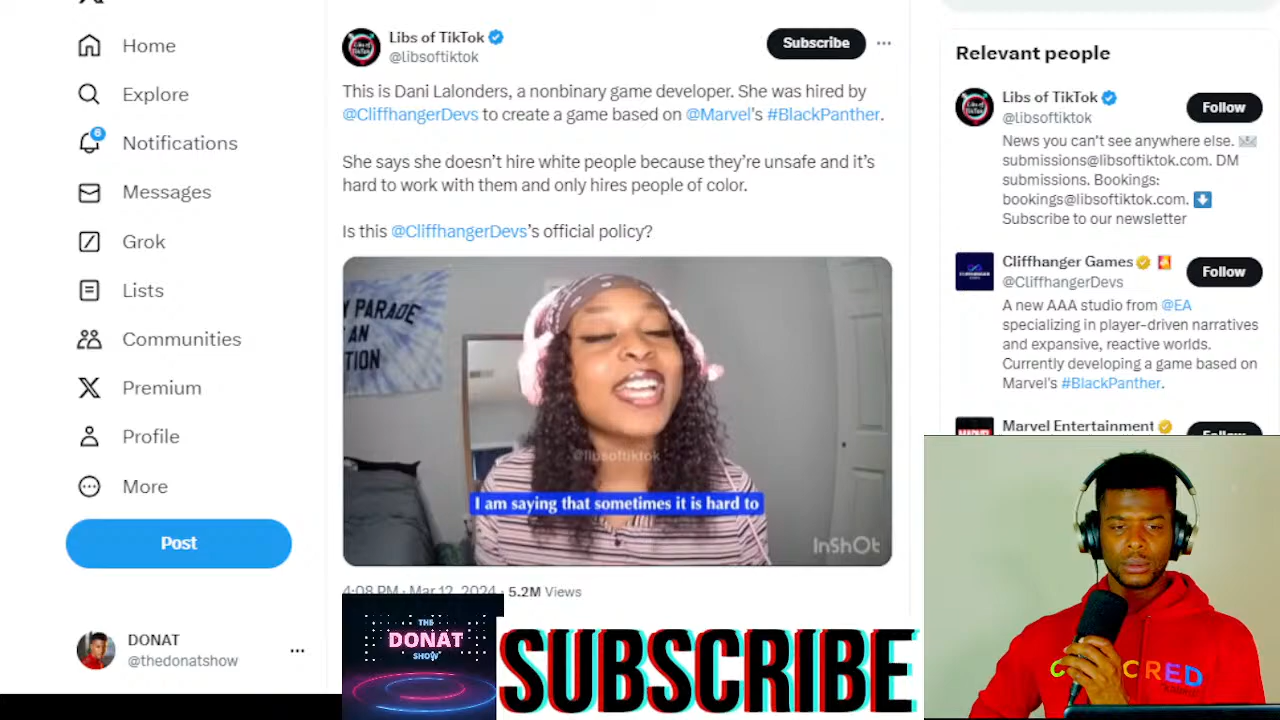 Home
Explore
6
Notifications
Messages
Grok
Lists
Communities
Premium
Profile
More
Post
DONAT
@thedonatshow
Libs of TikTok
@libsoftiktok
Subscribe
This is Dani Lalonders, a nonbinary game developer. She was hired by
@CliffhangerDevs to create a game based on @Marvel's #BlackPanther.
She says she doesn't hire white people because they're unsafe and it's
hard to work with them and only hires people of color.
Is this @CliffhangerDevs's official policy?
PARADE
AN
@libsoftiktok
I am saying that sometimes it is hard to
InShOt
4:08 PM · Mar 12, 2024 · 5.2M Views
THE
DONAT
SHOW
SUBSCRIBE
Relevant people
Libs of TikTok
@libsoftiktok
Follow
News you can't see anywhere else.
submissions@libsoftiktok.com. DM
submissions. Bookings:
bookings@libsoftiktok.com.
Subscribe to our newsletter
Cliffhanger Games
@CliffhangerDevs
Follow
A new AAA studio from @EA
specializing in player-driven narratives
and expansive, reactive worlds.
Currently developing a game based on
Marvel's #BlackPanther.
Marvel Entertainment
Follow